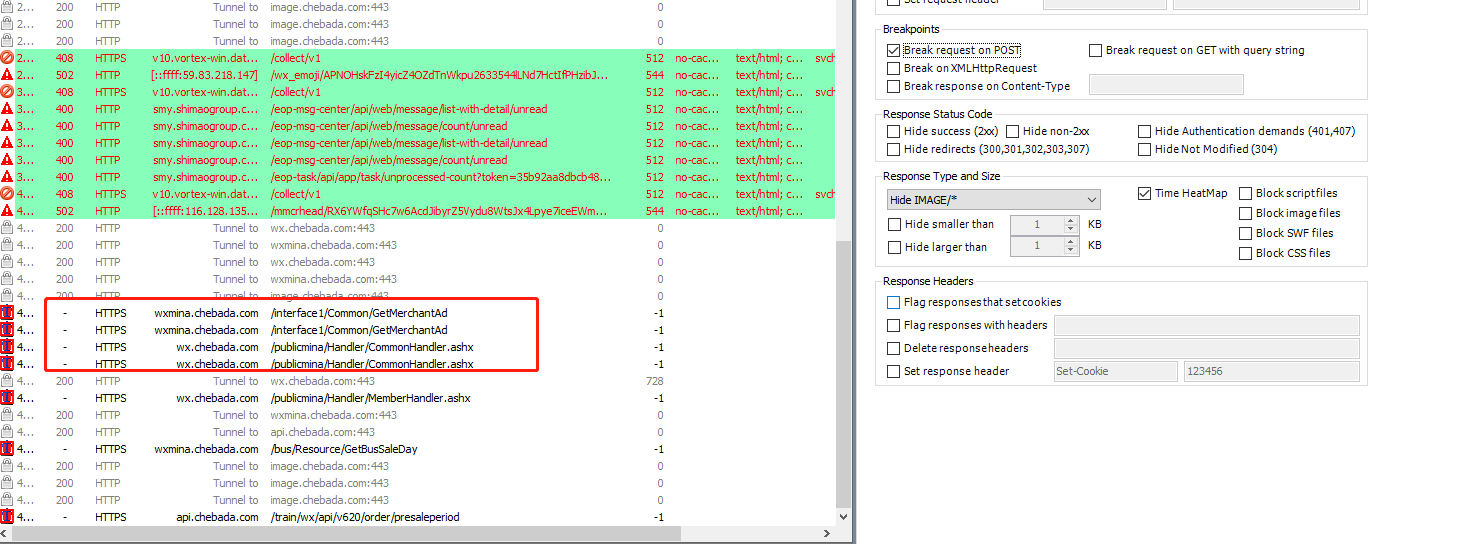 2... 200 HTTP Tunnel to image.chebada.com:443 0
2... 200 HTTP Tunnel to image.chebada.com:443 0
2... 200 HTTP Tunnel to image.chebada.com:443 0
2... 408 HTTPS v10.vortex-win.dat... /collect/v1 512 no-cac... text/html; c... svch
2... 502 HTTP [::ffff:59.83.218.147] 544 no-cac... text/html; c...
3... 408 HTTPS v10.vortex-win.dat... /collect/v1 512 no-cac... text/html; c... svch
3... 400 HTTP smy.shimaogroup.c... /eop-msg-center/api/web/message/list-with-detail/unread 512 no-cac... text/html; c...
3... 400 HTTP smy.shimaogroup.c... /eop-msg-center/api/web/message/count/unread 512 no-cac... text/html; c...
3... 400 HTTP smy.shimaogroup.c... /eop-msg-center/api/web/message/list-with-detail/unread 512 no-cac... text/html; c...
3... 400 HTTP smy.shimaogroup.c... /eop-msg-center/api/web/message/count/unread 512 no-cac... text/html; c...
3... 400 HTTP smy.shimaogroup.c... /eop-task/api/app/task/unprocessed-count?token=35b92aa8dbcb48... 512 no-cac... text/html; c...
4... 408 HTTPS v10.vortex-win.dat... /collect/v1 512 no-cac... text/html; c... svch
4... 502 HTTP [::ffff:116.128.135... 544 no-cac... text/html; c...
4... 200 HTTP Tunnel to wx.chebada.com:443 0
4... 200 HTTP Tunnel to wxmina.chebada.com:443 0
4... 200 HTTP Tunnel to wx.chebada.com:443 0
4... 200 HTTP Tunnel to wxmina.chebada.com:443 0
4... 200 HTTP Tunnel to image.chebada.com:443 0
4... - HTTPS wxmina.chebada.com /interface1/Common/GetMerchantAd -1
4... - HTTPS wxmina.chebada.com /interface1/Common/GetMerchantAd -1
4... - HTTPS wx.chebada.com /publicmina/Handler/CommonHandler.ashx -1
4... - HTTPS wx.chebada.com /publicmina/Handler/CommonHandler.ashx -1
4... 200 HTTP Tunnel to wx.chebada.com:443 728
4... - HTTPS wx.chebada.com /publicmina/Handler/MemberHandler.ashx -1
4... 200 HTTP Tunnel to wxmina.chebada.com:443 0
4... 200 HTTP Tunnel to api.chebada.com:443 0
4... - HTTPS wxmina.chebada.com /bus/Resource/GetBusSaleDay -1
4... 200 HTTP Tunnel to image.chebada.com:443 0
4... 200 HTTP Tunnel to image.chebada.com:443 0
4... 200 HTTP Tunnel to image.chebada.com:443 0
4... - HTTPS api.chebada.com /train/wx/api/v620/order/presaleperiod -1
Set request header
Breakpoints
Break request on POST Break request on GET with query string
Break on XMLHttpRequest
Break response on Content-Type
Response Status Code
Hide success (2xx) Hide non-2xx Hide Authentication demands (401,407)
Hide redirects (300,301,302,303,307) Hide Not Modified (304)
Response Type and Size
Hide IMAGE/* Time HeatMap Block scriptfiles
Hide smaller than 1 KB Block image files
Block SWF files
Hide larger than 1 KB Block CSS files
Response Headers
Flag responses that set cookies
Flag responses with headers
Delete response headers
Set response header Set-Cookie 123456